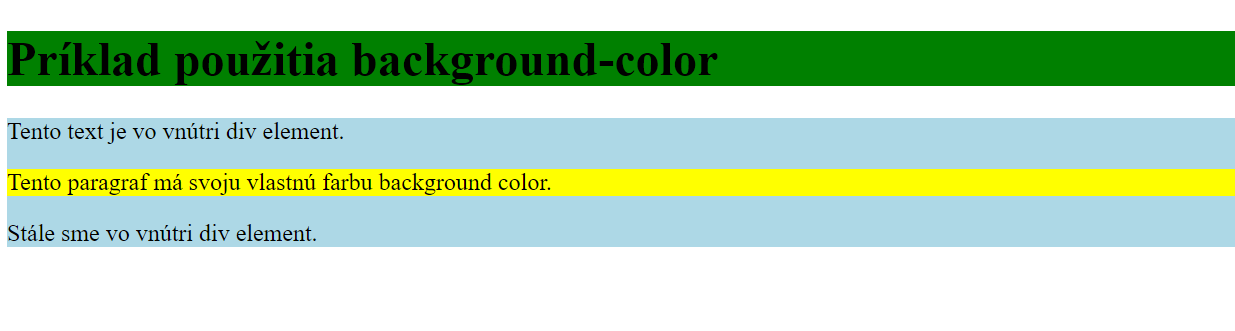 Príklad použitia background-color
Tento text je vo vnútri div element.
Tento paragraf má svoju vlastnú farbu background color.
Stále sme vo vnútri div element.